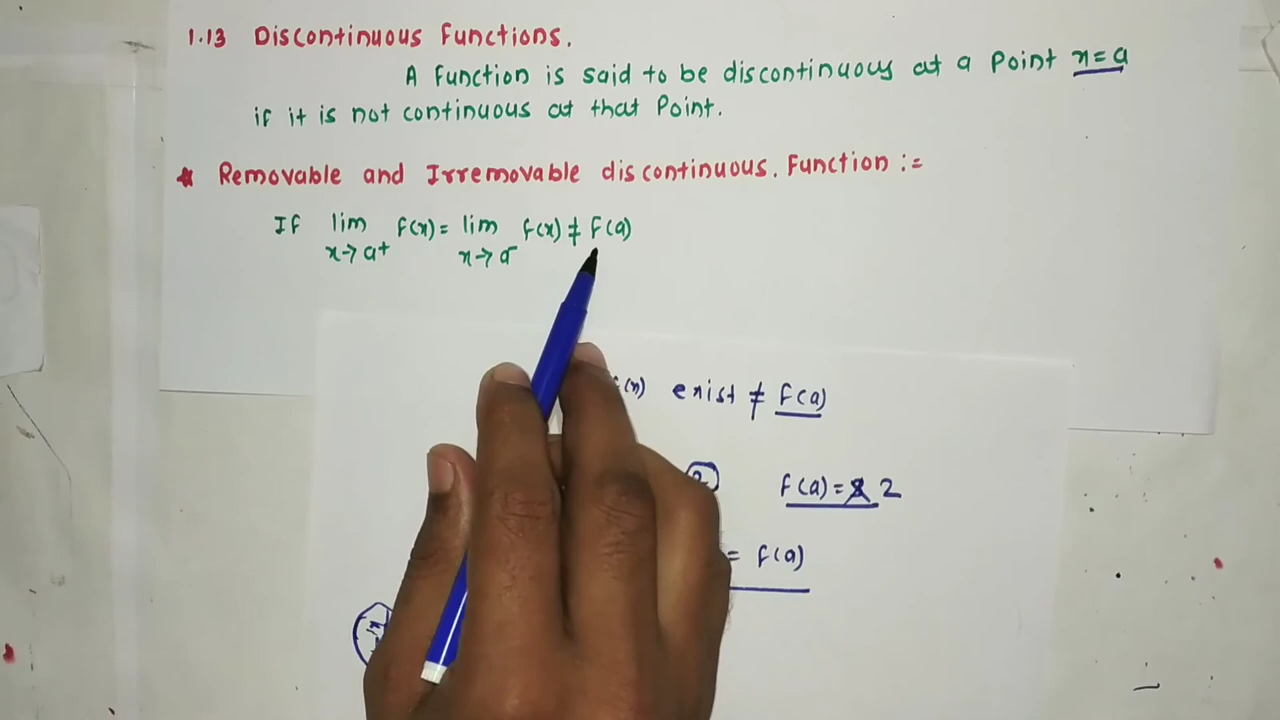 1.13 Discontinuous Functions.
A Function is said to be discontinuous at a Point x=a
if it is not continuous at that Point.
* Removable and Irremovable discontinuous. Function :=
If lim x→a+ f(x) = lim x→a- f(x) ≠ f(a)
(x) exist ≠ f(a)
f(a)= 2
= f(a)